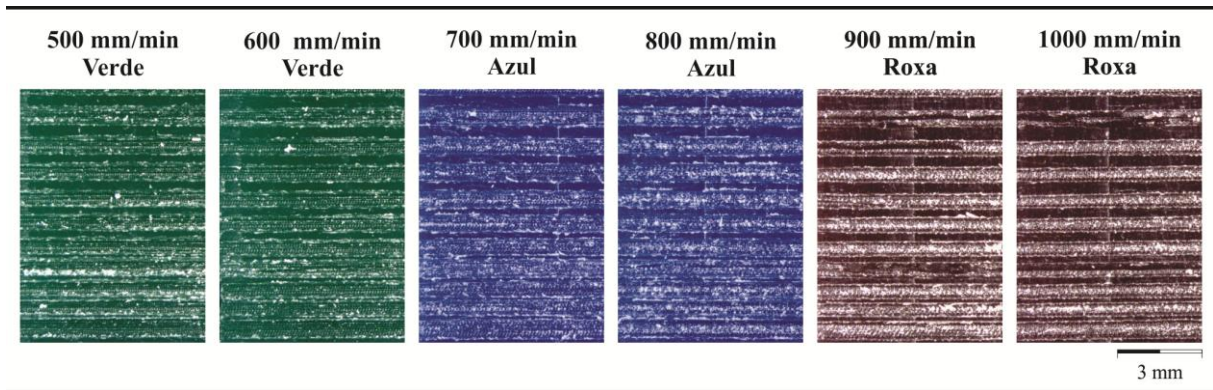 500 mm/min
Verde
600 mm/min
Verde
700 mm/min
Azul
800 mm/min
Azul
900 mm/min
Roxa
1000 mm/min
Roxa
3 mm